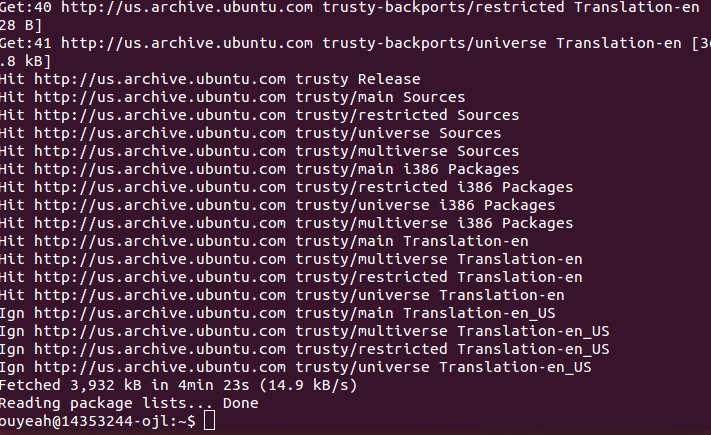 Get:40 http://us.archive.ubuntu.com trusty-backports/restricted Translation-en
28 B]
Get:41 http://us.archive.ubuntu.com trusty-backports/universe Translation-en [36
.8 kB]
Hit http://us.archive.ubuntu.com trusty Release
Hit http://us.archive.ubuntu.com trusty/main Sources
Hit http://us.archive.ubuntu.com trusty/restricted Sources
Hit http://us.archive.ubuntu.com trusty/universe Sources
Hit http://us.archive.ubuntu.com trusty/multiverse Sources
Hit http://us.archive.ubuntu.com trusty/main i386 Packages
Hit http://us.archive.ubuntu.com trusty/restricted i386 Packages
Hit http://us.archive.ubuntu.com trusty/universe i386 Packages
Hit http://us.archive.ubuntu.com trusty/multiverse i386 Packages
Hit http://us.archive.ubuntu.com trusty/main Translation-en
Hit http://us.archive.ubuntu.com trusty/multiverse Translation-en
Hit http://us.archive.ubuntu.com trusty/restricted Translation-en
Hit http://us.archive.ubuntu.com trusty/universe Translation-en
Ign http://us.archive.ubuntu.com trusty/main Translation-en_US
Ign http://us.archive.ubuntu.com trusty/multiverse Translation-en_US
Ign http://us.archive.ubuntu.com trusty/restricted Translation-en_US
Ign http://us.archive.ubuntu.com trusty/universe Translation-en_US
Fetched 3,932 kB in 4min 23s (14.9 kB/s)
Reading package lists... Done
ouyeah@14353244-ojl:~$